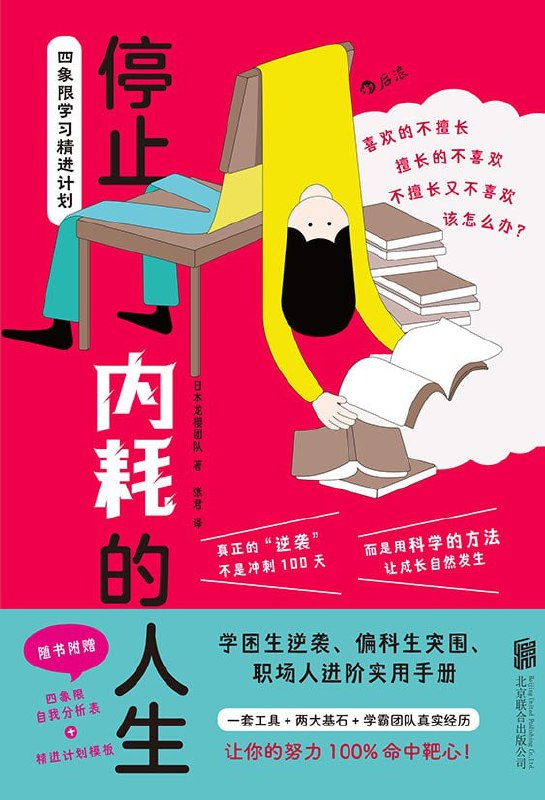 四象限学习精进计划
停止内耗的人生
后浪
喜欢的不擅长
擅长的不喜欢
不擅长又不喜欢
该怎么办?
日本龙樱团队 著
张君 译
真正的“逆袭”
不是冲刺100天
而是用科学的方法
让成长自然发生
随书附赠
四象限
自我分析表
+
精进计划模板
学困生逆袭、偏科生突围、
职场人进阶实用手册
一套工具+两大基石+学霸团队真实经历
让你的努力100%命中靶心!
北京联合出版公司
Beijing United Publishing Co.,Ltd.